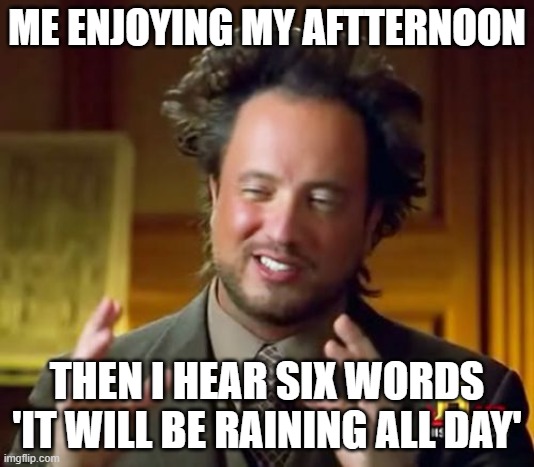 ME ENJOYING MY AFTTERNOON
THEN I HEAR SIX WORDS
'IT WILL BE RAINING ALL DAY'
imgflip.com